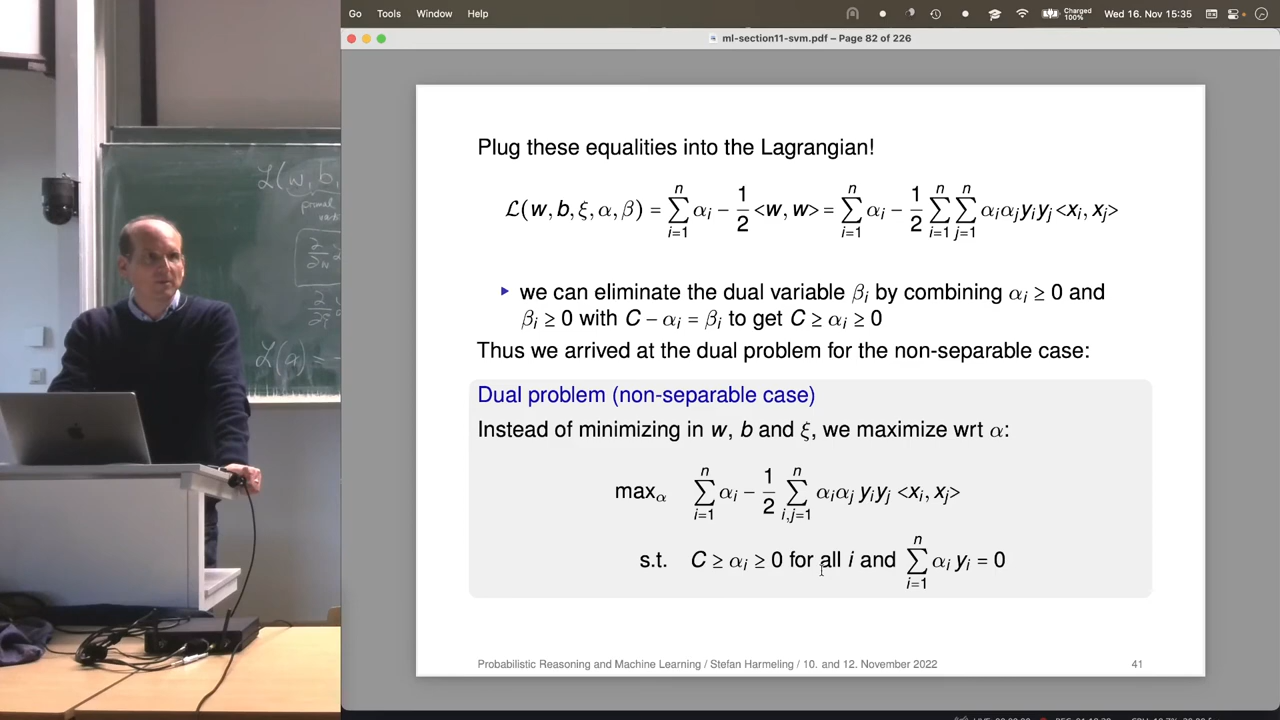 Go Tools Window Help
Charged 100% Wed 16. Nov 15:35
ml-section11-svm.pdf – Page 82 of 226
Plug these equalities into the Lagrangian!
ℒ(w, b, ξ, α, β) = ∑_{i=1}^{n} α_i − 1/2 <w, w> = ∑_{i=1}^{n} α_i − 1/2 ∑_{i=1}^{n} ∑_{j=1}^{n} α_i α_j y_i y_j <x_i, x_j>
▸ we can eliminate the dual variable β_i by combining α_i ≥ 0 and
β_i ≥ 0 with C − α_i = β_i to get C ≥ α_i ≥ 0
Thus we arrived at the dual problem for the non-separable case:
Dual problem (non-separable case)
Instead of minimizing in w, b and ξ, we maximize wrt α:
max_α ∑_{i=1}^{n} α_i − 1/2 ∑_{i,j=1}^{n} α_i α_j y_i y_j <x_i, x_j>
s.t. C ≥ α_i ≥ 0 for all i and ∑_{i=1}^{n} α_i y_i = 0
Probabilistic Reasoning and Machine Learning / Stefan Harmeling / 10. and 12. November 2022 41
ℒ(w, b,
primal
ℒ(α) = −